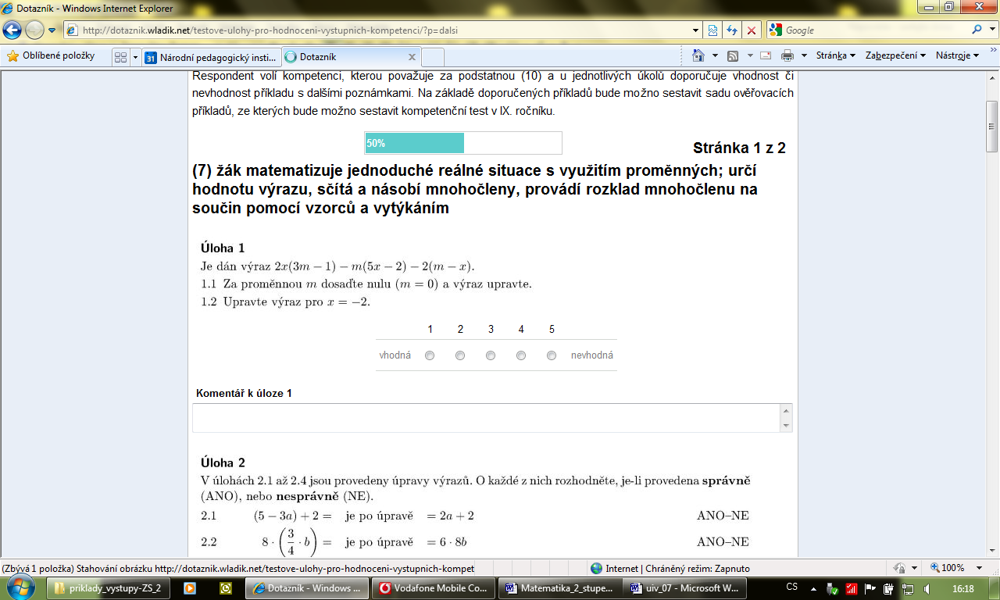 Dotazník - Windows Internet Explorer
http://dotaznik.wladik.net/testove-ulohy-pro-hodnoceni-vystupnich-kompetenci/?p=dalsi
Google
Oblíbené položky
31 Národní pedagogický insti...
Dotazník
Stránka
Zabezpečení
Nástroje
Respondent volí kompetenci, kterou považuje za podstatnou (10) a u jednotlivých úkolů doporučuje vhodnost či
nevhodnost příkladu s dalšími poznámkami. Na základě doporučených příkladů bude možno sestavit sadu ověřovacích
příkladů, ze kterých bude možno sestavit kompetenční test v IX. ročníku.
50%
Stránka 1 z 2
(7) žák matematizuje jednoduché reálné situace s využitím proměnných; určí
hodnotu výrazu, sčítá a násobí mnohočleny, provádí rozklad mnohočlenu na
součin pomocí vzorců a vytýkáním
Úloha 1
Je dán výraz 2x(3m − 1) − m(5x − 2) − 2(m − x).
1.1 Za proměnnou m dosaďte nulu (m = 0) a výraz upravte.
1.2 Upravte výraz pro x = −2.
1 2 3 4 5
vhodná nevhodná
Komentář k úloze 1
Úloha 2
V úlohách 2.1 až 2.4 jsou provedeny úpravy výrazů. O každé z nich rozhodněte, je-li provedena správně
(ANO), nebo nesprávně (NE).
2.1 (5 − 3a) + 2 = je po úpravě = 2a + 2 ANO–NE
2.2 8 · (3/4 · b) = je po úpravě = 6 · 8b ANO–NE
(Zbývá 1 položka) Stahování obrázku http://dotaznik.wladik.net/testove-ulohy-pro-hodnoceni-vystupnich-kompet
Internet | Chráněný režim: Zapnuto
100%
priklady_vystupy-ZS_2
Dotazník - Windows ...
Vodafone Mobile Co...
Matematika_2_stupe...
uiv_07 - Microsoft W...
CS
16:18